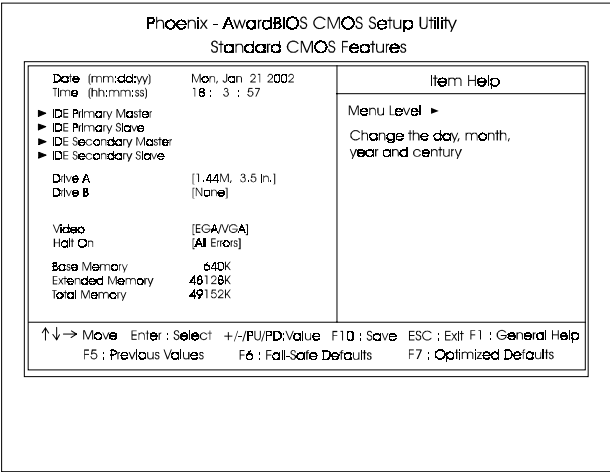 Phoenix - AwardBIOS CMOS Setup Utility
Standard CMOS Features
Date (mm:dd:yy) Mon, Jan 21 2002
Time (hh:mm:ss) 18 : 3 : 57
► IDE Primary Master
► IDE Primary Slave
► IDE Secondary Master
► IDE Secondary Slave
Drive A [1.44M, 3.5 in.]
Drive B [None]
Video [EGA/VGA]
Halt On [All Errors]
Base Memory 640K
Extended Memory 48128K
Total Memory 49152K
Item Help
Menu Level ►
Change the day, month,
year and century
↑↓→ Move Enter : Select +/-/PU/PD:Value F10 : Save ESC : Exit F1 : General Help
F5 : Previous Values F6 : Fail-Safe Defaults F7 : Optimized Defaults